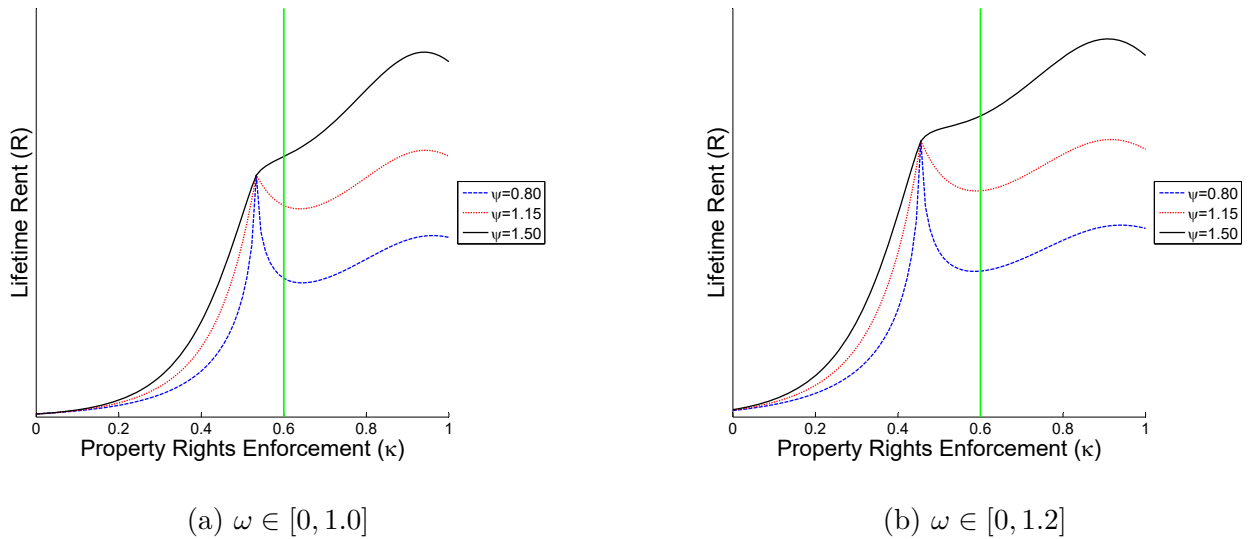 Lifetime Rent (R)
0
0.2
0.4
0.6
0.8
1
Property Rights Enforcement (κ)
ψ=0.80
ψ=1.15
ψ=1.50
(a) ω ∈ [0, 1.0]
Lifetime Rent (R)
0
0.2
0.4
0.6
0.8
1
Property Rights Enforcement (κ)
ψ=0.80
ψ=1.15
ψ=1.50
(b) ω ∈ [0, 1.2]